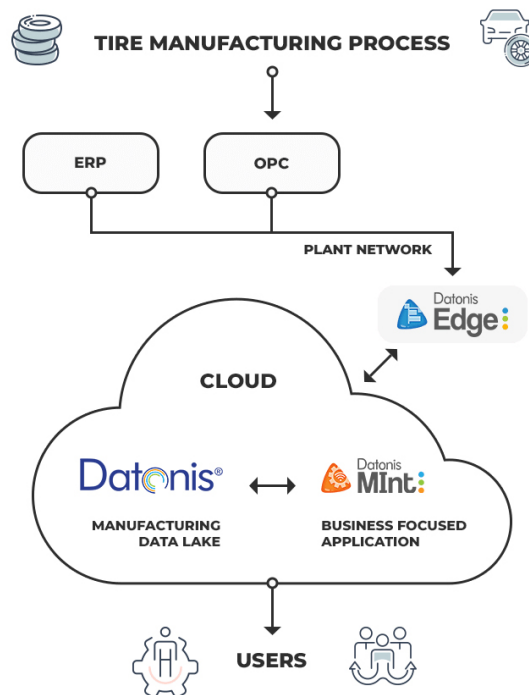 TIRE MANUFACTURING PROCESS
ERP
OPC
PLANT NETWORK
Datonis
Edge
CLOUD
Datonis®
Datonis
MInt
MANUFACTURING
DATA LAKE
BUSINESS FOCUSED
APPLICATION
USERS